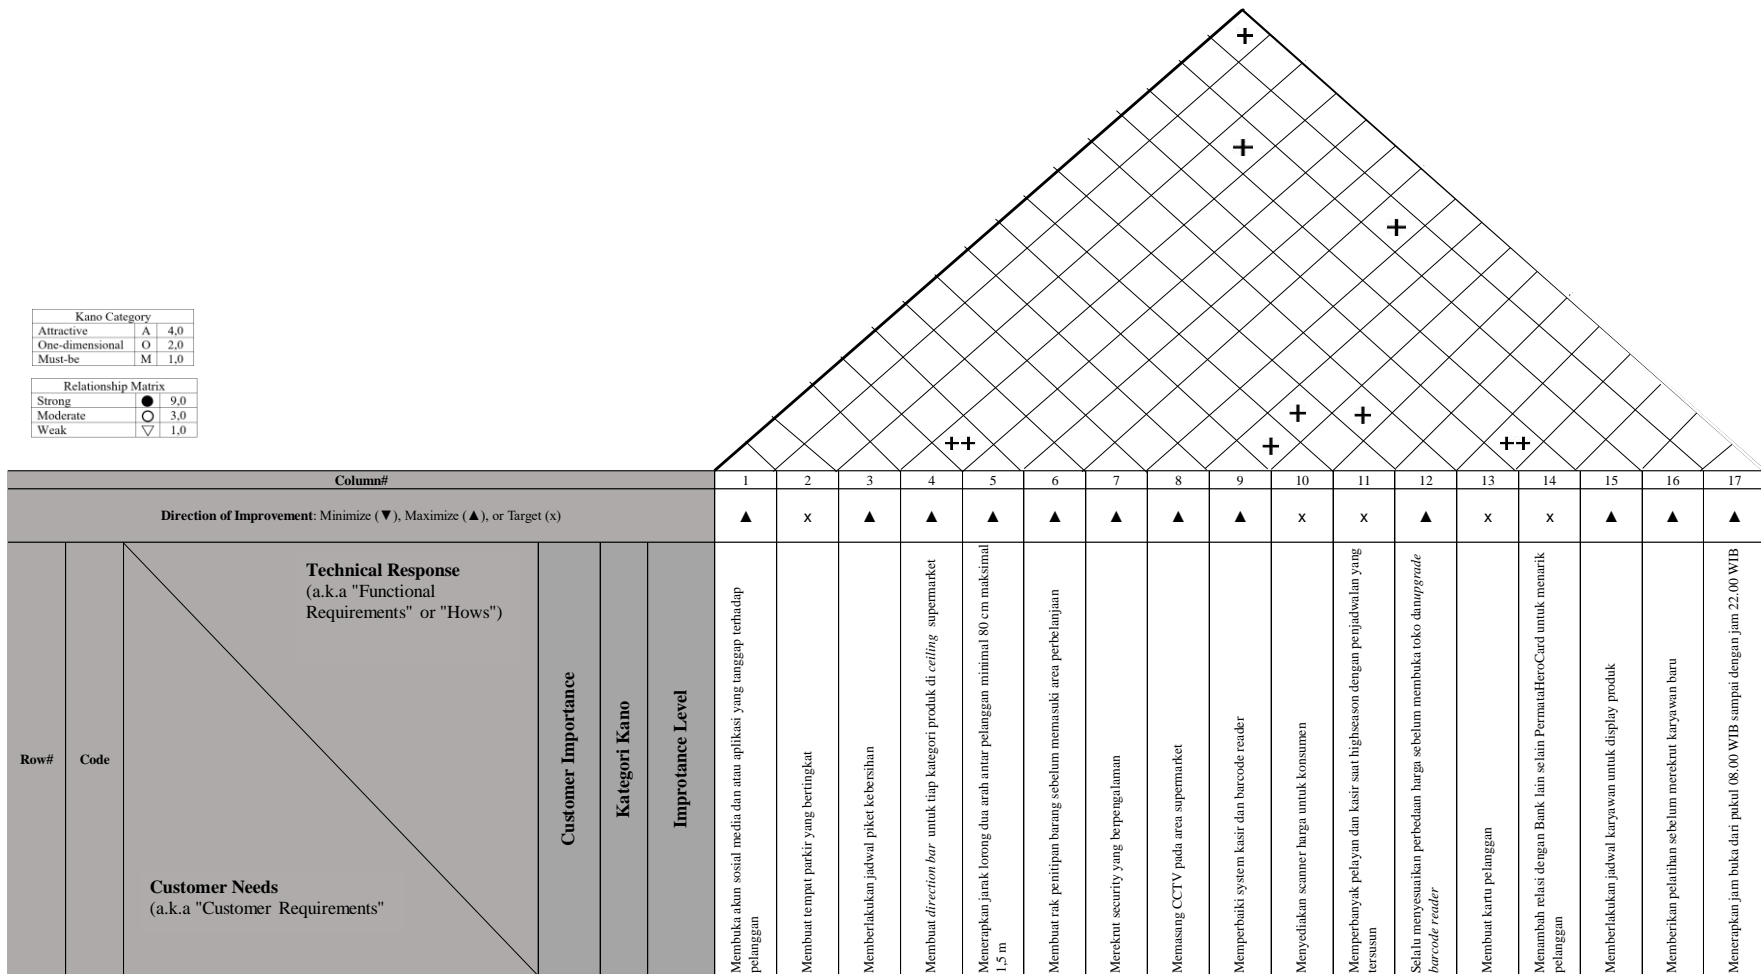 +
+
+
Kano Category
Attractive A 4,0
One-dimensional O 2,0
Must-be M 1,0
Relationship Matrix
Strong ● 9,0
Moderate ○ 3,0
Weak ▽ 1,0
+ +
++ + ++
Column# 1 2 3 4 5 6 7 8 9 10 11 12 13 14 15 16 17
Direction of Improvement: Minimize (▼), Maximize (▲), or Target (x) ▲ x ▲ ▲ ▲ ▲ ▲ ▲ ▲ x x ▲ x x ▲ ▲ ▲
Row#
Code
Technical Response
(a.k.a "Functional
Requirements" or "Hows")
Customer Needs
(a.k.a "Customer Requirements"
Customer Importance
Kategori Kano
Improtance Level
Membuka akun sosial media dan atau aplikasi yang tanggap terhadap
pelanggan
Membuat tempat parkir yang bertingkat
Memberlakukan jadwal piket kebersihan
Membuat direction bar untuk tiap kategori produk di ceiling supermarket
Menerapkan jarak lorong dua arah antar pelanggan minimal 80 cm maksimal
1,5 m
Membuat rak penitipan barang sebelum memasuki area perbelanjaan
Merekrut security yang berpengalaman
Memasang CCTV pada area supermarket
Memperbaiki system kasir dan barcode reader
Menyediakan scanner harga untuk konsumen
Memperbanyak pelayan dan kasir saat highseason dengan penjadwalan yang
tersusun
Selalu menyesuaikan perbedaan harga sebelum membuka toko danupgrade
barcode reader
Membuat kartu pelanggan
Menambah relasi dengan Bank lain selain PermataHeroCard untuk menarik
pelanggan
Memberlakukan jadwal karyawan untuk display produk
Memberikan pelatihan sebelum merekrut karyawan baru
Menerapkan jam buka dari pukul 08.00 WIB sampai dengan jam 22.00 WIB